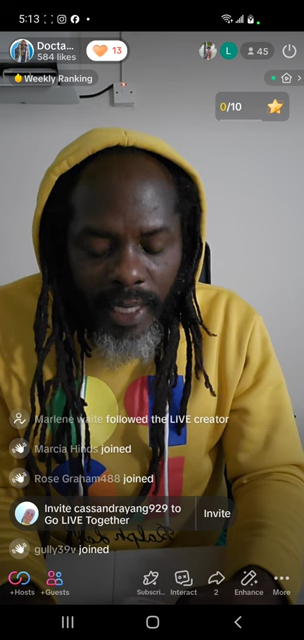 5:13
Docta...
584 likes
13
L
45
Weekly Ranking
0/10
Marlene waite followed the LIVE creator
Marcia Hinds joined
Rose Graham488 joined
Invite cassandrayang929 to
Go LIVE Together
Invite
gully39v joined
+Hosts
+Guests
Subscri...
Interact
2
Enhance
More